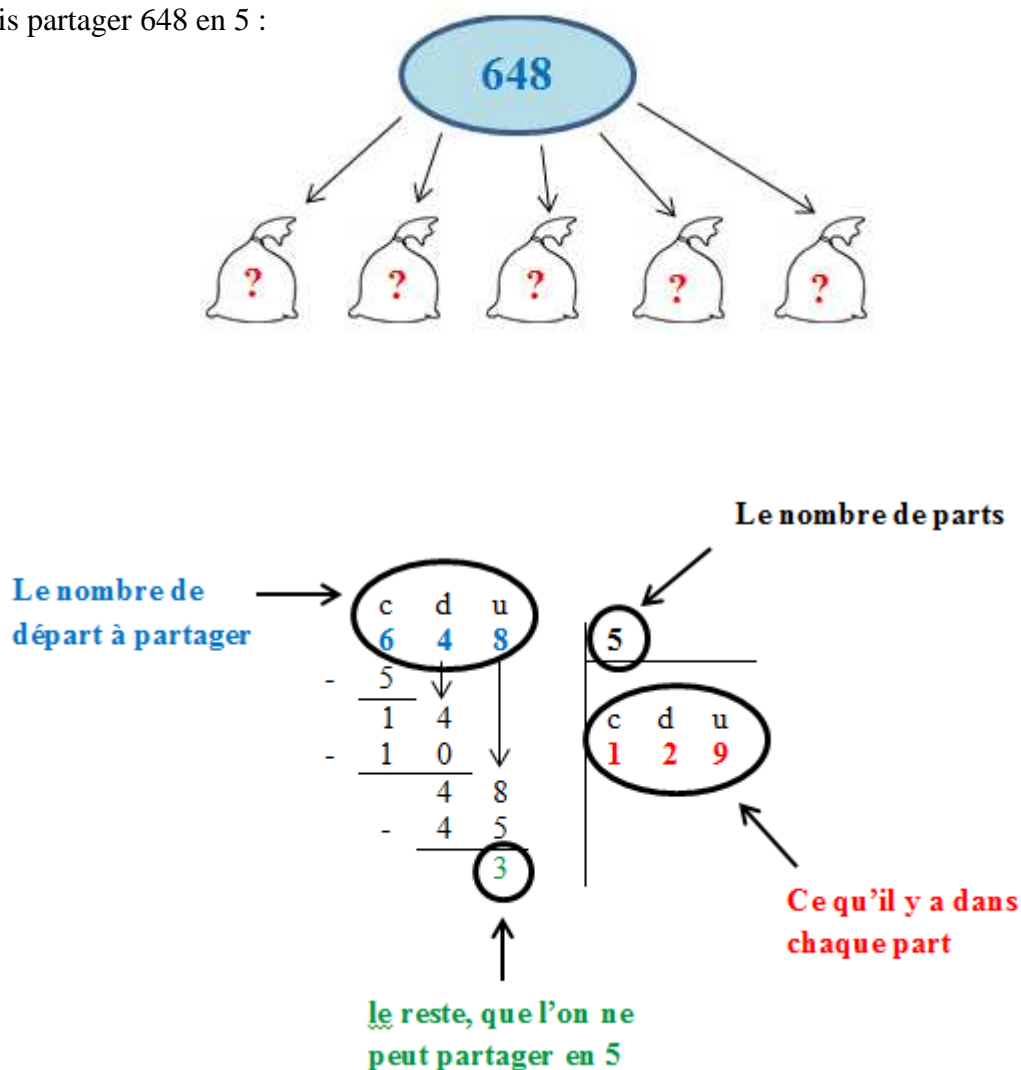 is partager 648 en 5 :
648
? ? ? ? ?
Le nombre de parts
Le nombre de
départ à partager
c d u
6 4 8
5
- 5
1 4
- 1 0
4 8
- 4 5
3
c d u
1 2 9
Ce qu'il y a dans
chaque part
le reste, que l'on ne
peut partager en 5